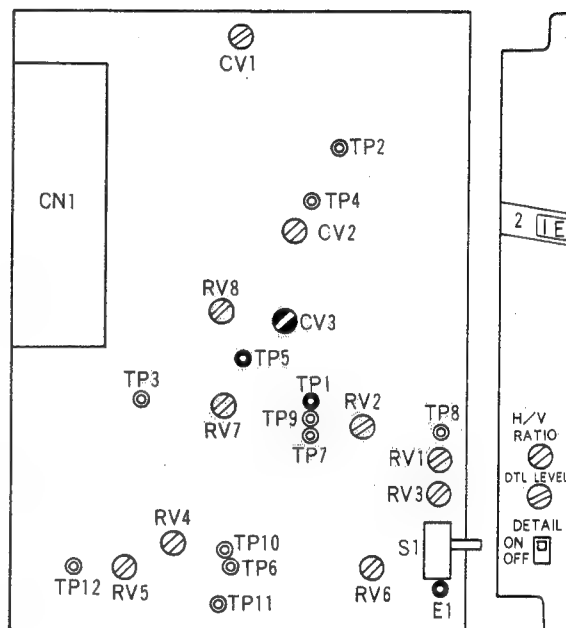 CV1
TP2
CN1
TP4
2 IE
CV2
RV8
CV3
TP5
TP3
TP1
TP9
RV2
TP8
H/V
RATIO
RV7
TP7
RV1
DTL LEVEL
RV3
RV4
DETAIL
TP10
S1
ON
OFF
TP12
RV5
TP6
RV6
TP11
E1